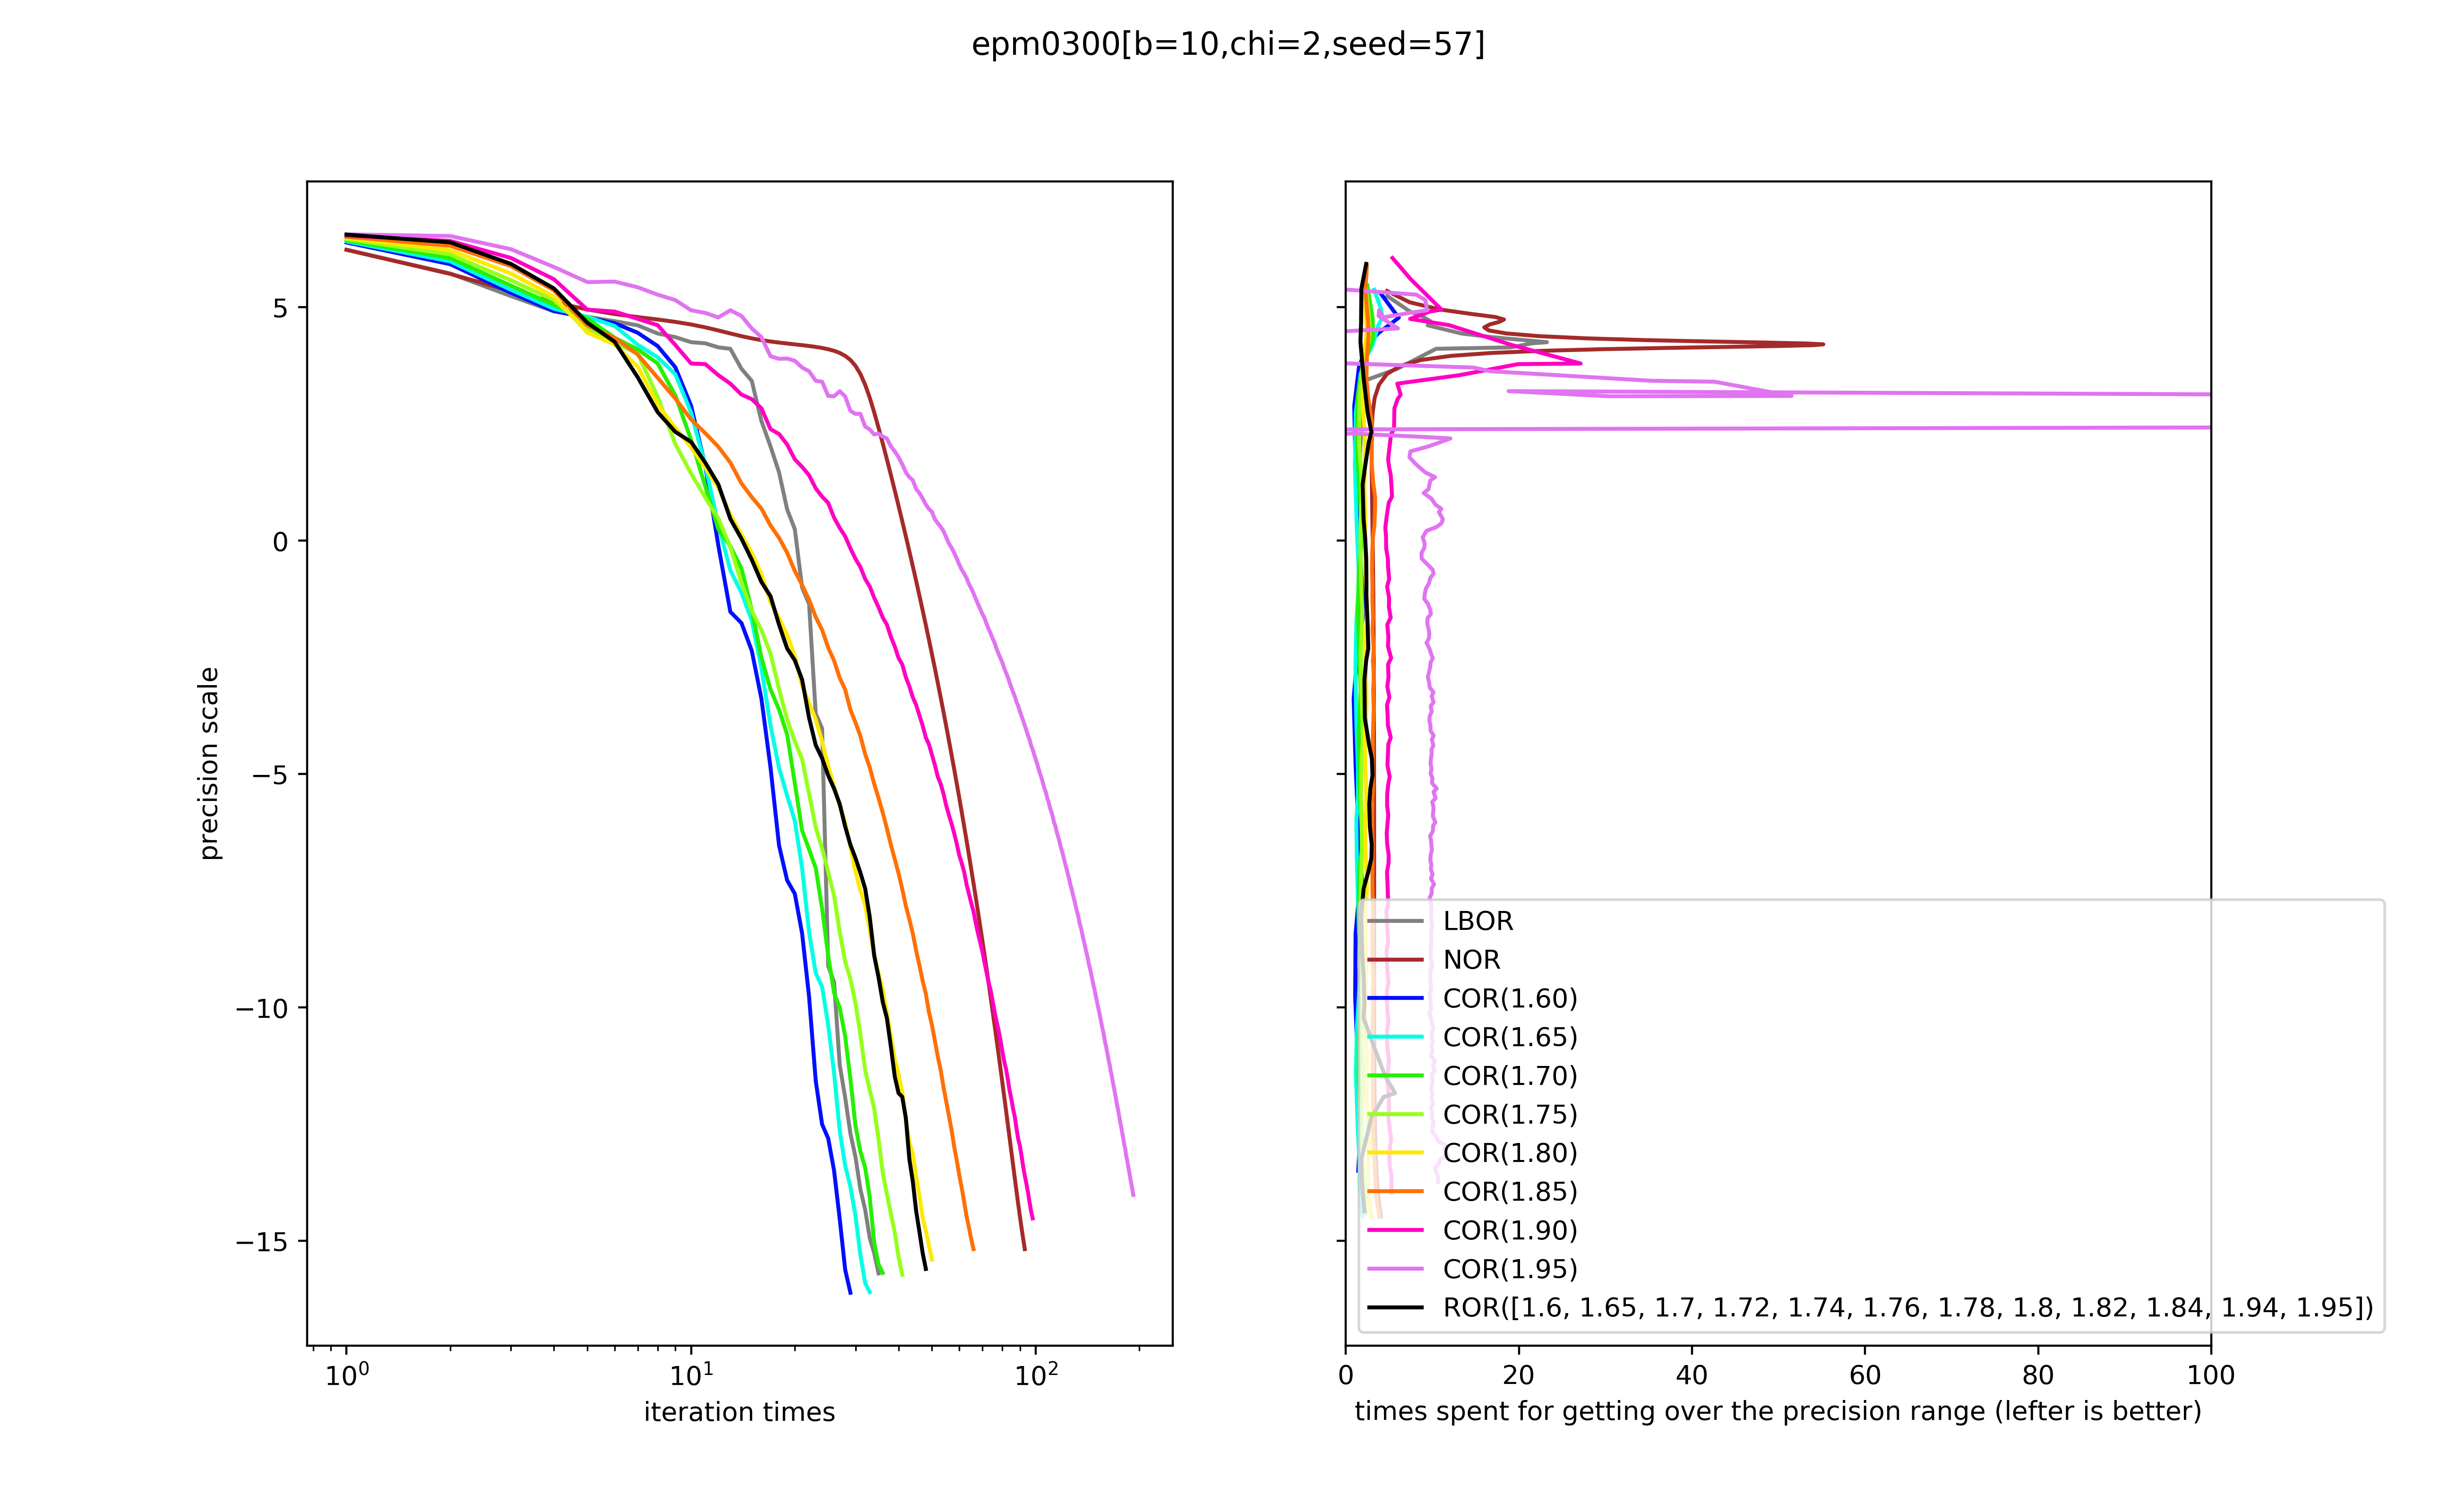 epm0300[b=10,chi=2,seed=57]
precision scale
5
0
−5
−10
−15
10⁰
10¹
10²
iteration times
LBOR
NOR
COR(1.60)
COR(1.65)
COR(1.70)
COR(1.75)
COR(1.80)
COR(1.85)
COR(1.90)
COR(1.95)
ROR([1.6, 1.65, 1.7, 1.72, 1.74, 1.76, 1.78, 1.8, 1.82, 1.84, 1.94, 1.95])
0 20 40 60 80 100
times spent for getting over the precision range (lefter is better)